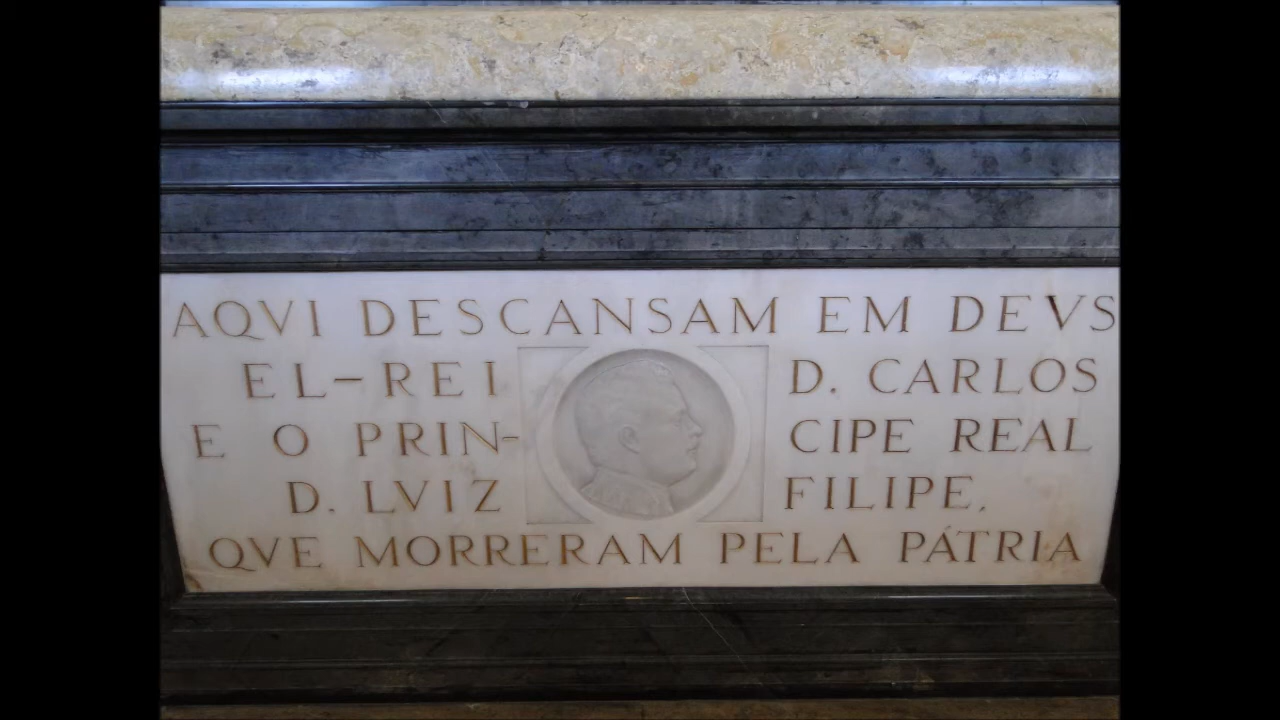 AQVI DESCANSAM EM DEVS
EL-REI D. CARLOS
E O PRIN- CIPE REAL
D. LVIZ FILIPE,
QVE MORRERAM PELA PÁTRIA